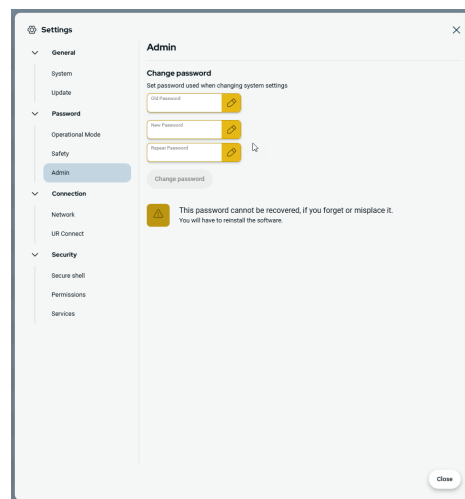 Settings
General
System
Update
Password
Operational Mode
Safety
Admin
Connection
Network
UR Connect
Security
Secure shell
Permissions
Services
Admin
Change password
Set password used when changing system settings
Old Password
New Password
Repeat Password
Change password
This password cannot be recovered, if you forget or misplace it.
You will have to reinstall the software.
Close